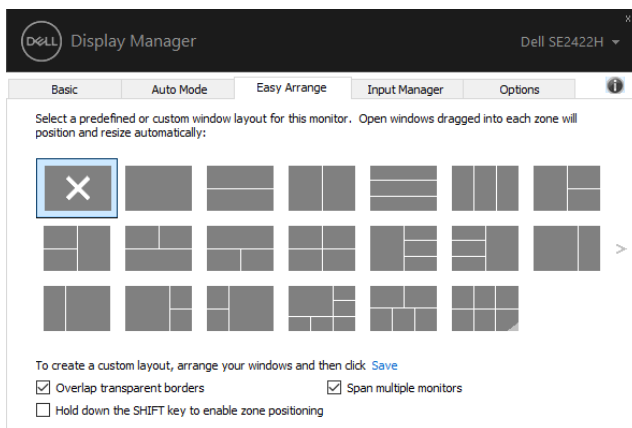 DELL Display Manager
Dell SE2422H
Basic Auto Mode Easy Arrange Input Manager Options
Select a predefined or custom window layout for this monitor. Open windows dragged into each zone will
position and resize automatically:
To create a custom layout, arrange your windows and then click Save
Overlap transparent borders
Span multiple monitors
Hold down the SHIFT key to enable zone positioning